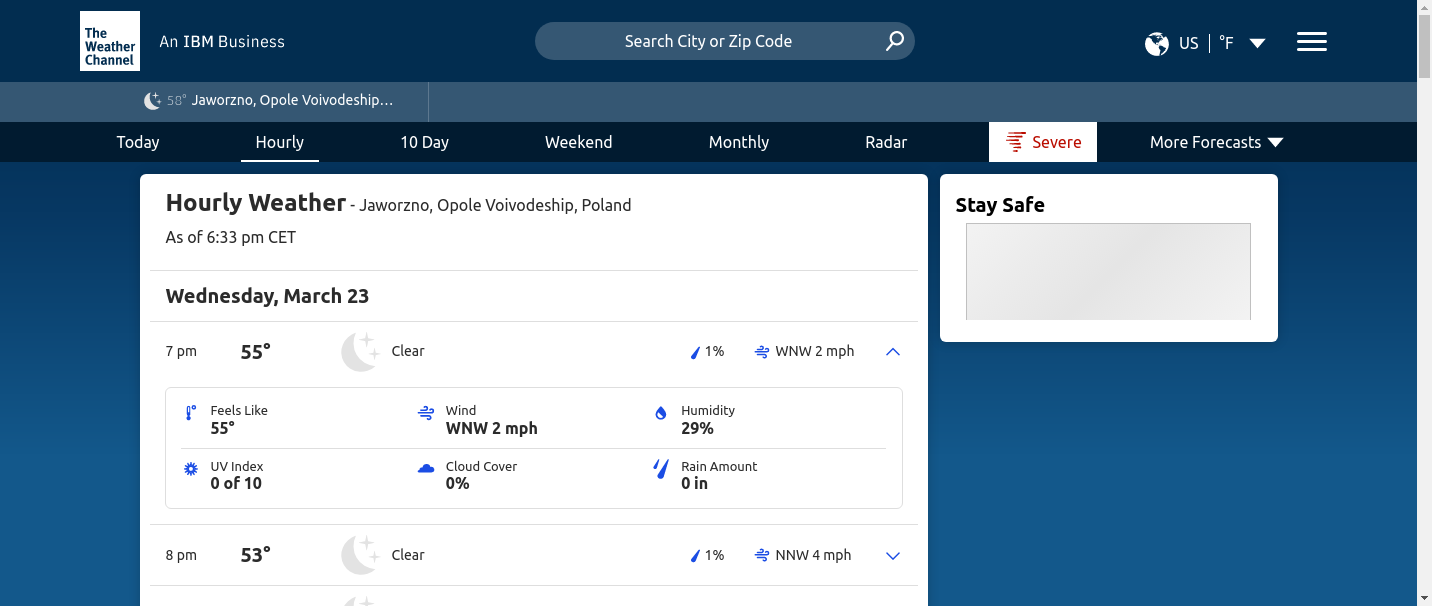 The
Weather
Channel
An IBM Business
Search City or Zip Code
US
°F
58° Jaworzno, Opole Voivodeship...
Today
Hourly
10 Day
Weekend
Monthly
Radar
Severe
More Forecasts
Hourly Weather - Jaworzno, Opole Voivodeship, Poland
As of 6:33 pm CET
Wednesday, March 23
7 pm 55° Clear 1% WNW 2 mph
Feels Like
55°
Wind
WNW 2 mph
Humidity
29%
UV Index
0 of 10
Cloud Cover
0%
Rain Amount
0 in
8 pm 53° Clear 1% NNW 4 mph
Stay Safe